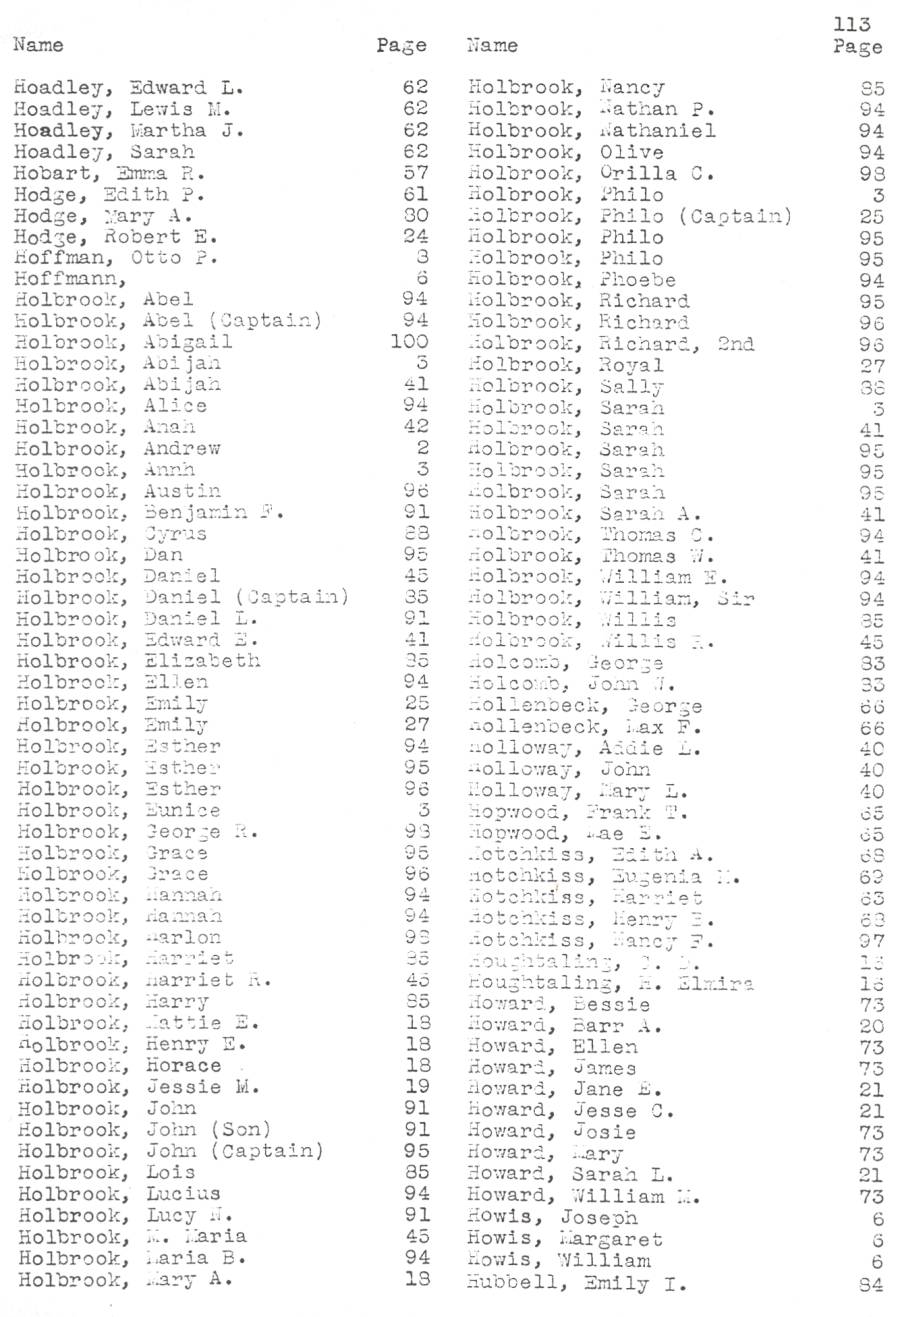 113
Name Page
Hoadley, Edward L. 62
Hoadley, Lewis M. 62
Hoadley, Martha J. 62
Hoadley, Sarah 62
Hobart, Emma R. 57
Hodge, Edith P. 61
Hodge, Mary A. 80
Hodge, Robert E. 24
Hoffman, Otto P. 3
Hoffmann, 6
Holbrook, Abel 94
Holbrook, Abel (Captain) 94
Holbrook, Abigail 100
Holbrook, Abijah 3
Holbrook, Abijah 41
Holbrook, Alice 94
Holbrook, Anah 42
Holbrook, Andrew 2
Holbrook, Annh 3
Holbrook, Austin 96
Holbrook, Benjamin F. 91
Holbrook, Cyrus 88
Holbrook, Dan 95
Holbrook, Daniel 45
Holbrook, Daniel (Captain) 85
Holbrook, Daniel L. 91
Holbrook, Edward E. 41
Holbrook, Elizabeth 85
Holbrook, Ellen 94
Holbrook, Emily 25
Holbrook, Emily 27
Holbrook, Esther 94
Holbrook, Esther 95
Holbrook, Esther 96
Holbrook, Eunice 3
Holbrook, George R. 98
Holbrook, Grace 95
Holbrook, Grace 96
Holbrook, Hannah 94
Holbrook, Hannah 94
Holbrook, Harlon 98
Holbrook, Harriet 85
Holbrook, Harriet R. 45
Holbrook, Harry 85
Holbrook, Hattie E. 18
Holbrook, Henry E. 18
Holbrook, Horace 18
Holbrook, Jessie M. 19
Holbrook, John 91
Holbrook, John (Son) 91
Holbrook, John (Captain) 95
Holbrook, Lois 85
Holbrook, Lucius 94
Holbrook, Lucy N. 91
Holbrook, M. Maria 45
Holbrook, Maria B. 94
Holbrook, Mary A. 18
Name Page
Holbrook, Nancy 85
Holbrook, Nathan P. 94
Holbrook, Nathaniel 94
Holbrook, Olive 94
Holbrook, Orilla C. 98
Holbrook, Philo 3
Holbrook, Philo (Captain) 25
Holbrook, Philo 95
Holbrook, Philo 95
Holbrook, Phoebe 94
Holbrook, Richard 95
Holbrook, Richard 96
Holbrook, Richard, 2nd 96
Holbrook, Royal 27
Holbrook, Sally 88
Holbrook, Sarah 3
Holbrook, Sarah 41
Holbrook, Sarah 95
Holbrook, Sarah 95
Holbrook, Sarah 95
Holbrook, Sarah A. 41
Holbrook, Thomas C. 94
Holbrook, Thomas W. 41
Holbrook, William E. 94
Holbrook, William, Sir 94
Holbrook, Willis 85
Holbrook, Willis R. 45
Holcomb, George 83
Holcomb, John W. 83
Hollenbeck, George 66
Hollenbeck, Max F. 66
Holloway, Addie L. 40
Holloway, John 40
Holloway, Mary L. 40
Hopwood, Frank T. 65
Hopwood, Mae E. 65
Hotchkiss, Edith A. 68
Hotchkiss, Eugenia M. 69
Hotchkiss, Harriet 63
Hotchkiss, Henry E. 69
Hotchkiss, Nancy F. 97
Houghtaling, 16
Houghtaling, H. Elmira 16
Howard, Bessie 73
Howard, Barr A. 20
Howard, Ellen 73
Howard, James 73
Howard, Jane E. 21
Howard, Jesse C. 21
Howard, Josie 73
Howard, Mary 73
Howard, Sarah L. 21
Howard, William M. 73
Howis, Joseph 6
Howis, Margaret 6
Howis, William 6
Hubbell, Emily I. 84